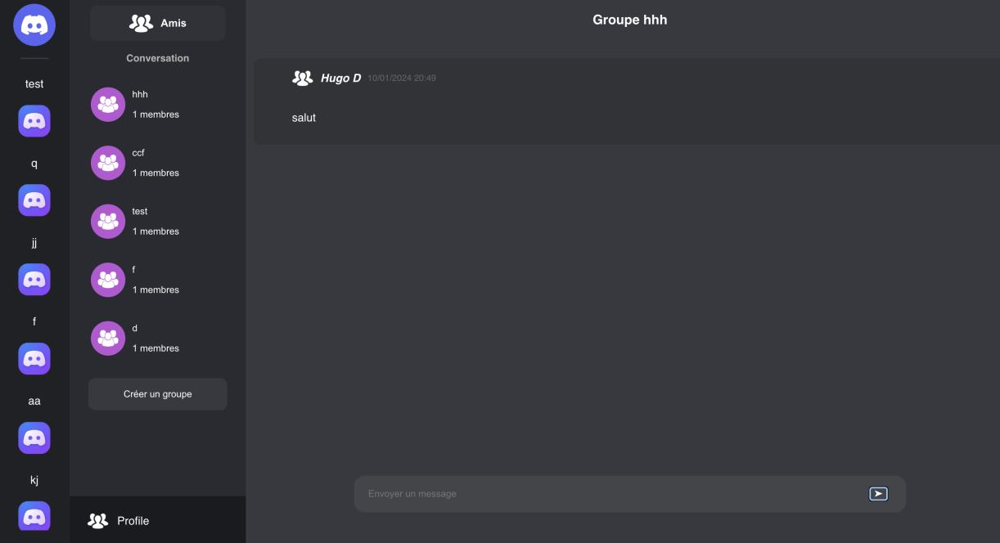 test
q
jj
f
aa
kj
Amis
Conversation
hhh
1 membres
ccf
1 membres
test
1 membres
f
1 membres
d
1 membres
Créer un groupe
Profile
Groupe hhh
Hugo D 10/01/2024 20:49
salut
Envoyer un message